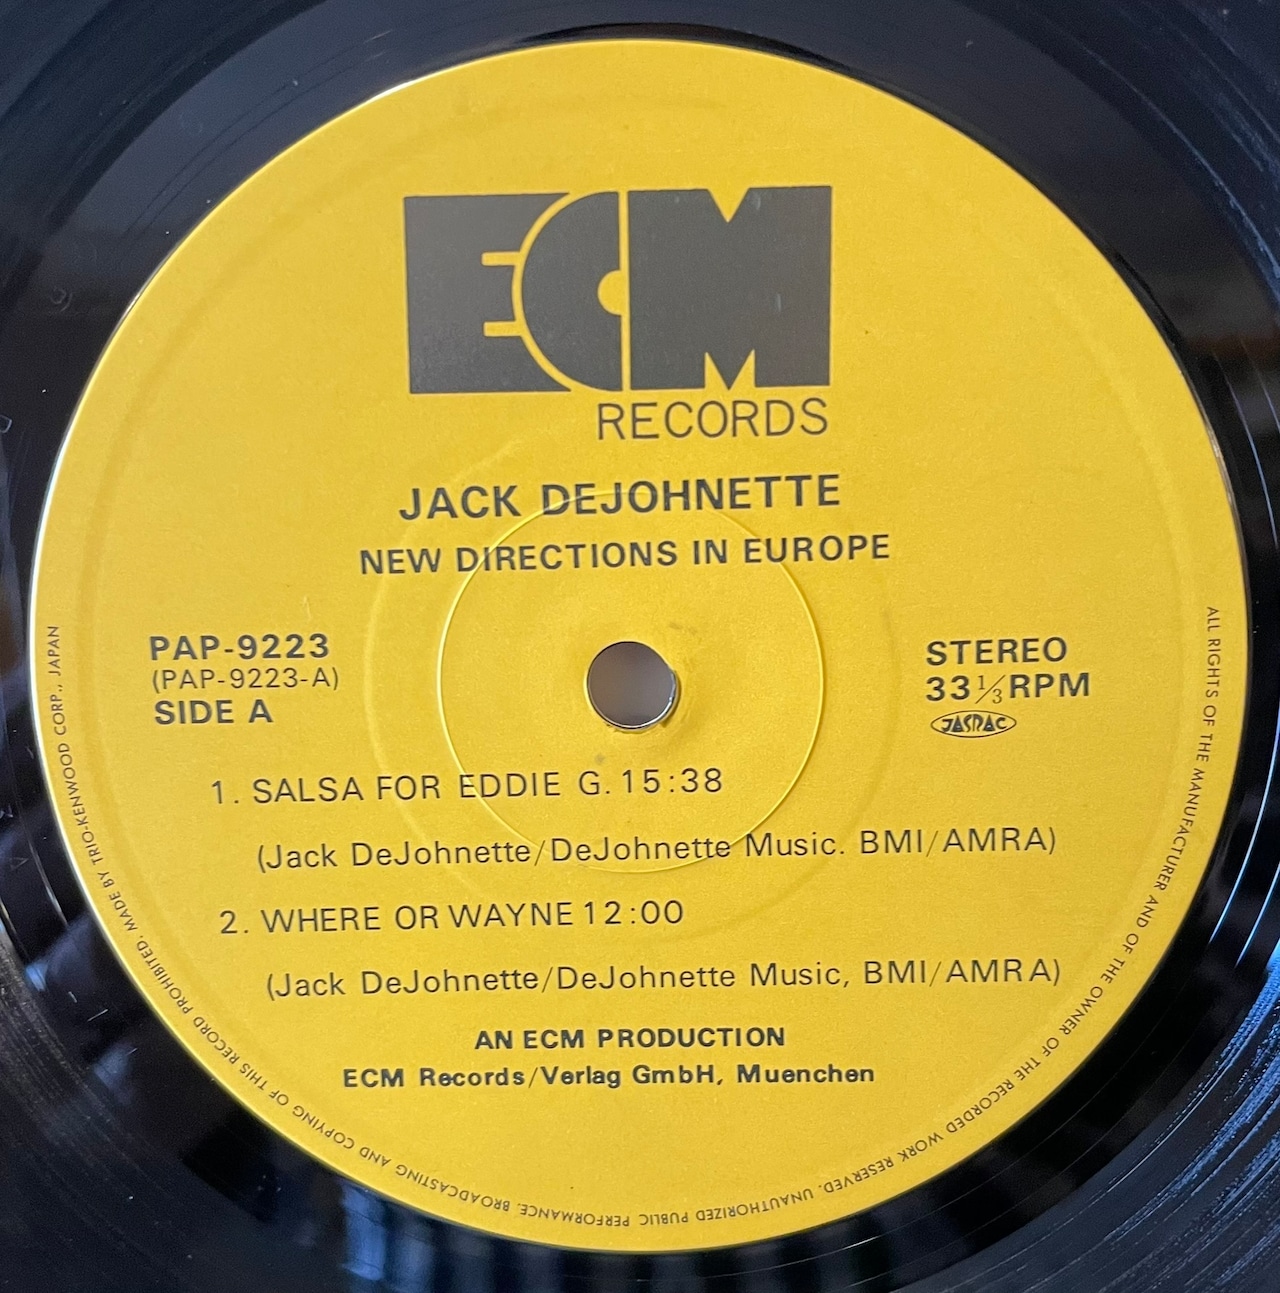 ECM
RECORDS
JACK DEJOHNETTE
NEW DIRECTIONS IN EUROPE
PAP-9223
(PAP-9223-A)
SIDE A
STEREO
33 1/3 RPM
JASRAC
1. SALSA FOR EDDIE G. 15:38
(Jack DeJohnette/DeJohnette Music. BMI/AMRA)
2. WHERE OR WAYNE 12:00
(Jack DeJohnette/DeJohnette Music, BMI/AMRA)
AN ECM PRODUCTION
ECM Records/Verlag GmbH, Muenchen
ALL RIGHTS OF THE MANUFACTURER AND OF THE OWNER OF THE RECORDED WORK RESERVED. UNAUTHORIZED PUBLIC PERFORMANCE. BROADCASTING AND COPYING OF THIS RECORD PROHIBITED. MADE BY TRIO-KENWOOD CORP., JAPAN